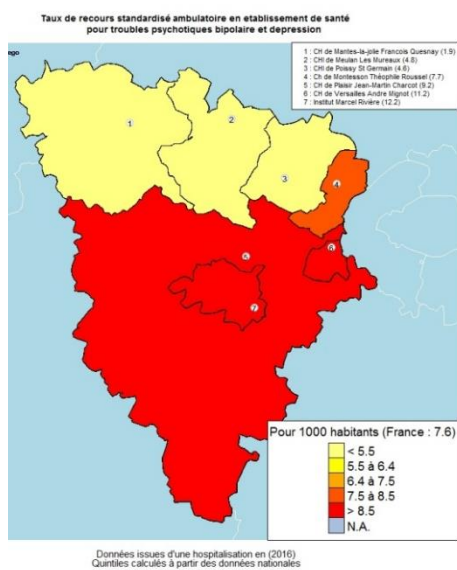 Taux de recours standardisé ambulatoire en etablissement de santé
pour troubles psychotiques bipolaire et depression
ego
1 : CH de Mantes-la-jolie Francois Quesnay (1.9)
2 : CHI de Meulan Les Mureaux (4.8)
3 : CHI de Poissy St Germain (4.6)
4 : Ch de Montesson Théophile Roussel (7.7)
5 : CH de Plaisir Jean-Martin Charcot (9.2)
6 : CH de Versailles Andre Mignot (11.2)
7 : Institut Marcel Rivière (12.2)
1
2
3
4
5
6
7
Pour 1000 habitants (France : 7.6)
< 5.5
5.5 à 6.4
6.4 à 7.5
7.5 à 8.5
> 8.5
N.A.
Données issues d'une hospitalisation en (2016)
Quintiles calculés à partir des données nationales